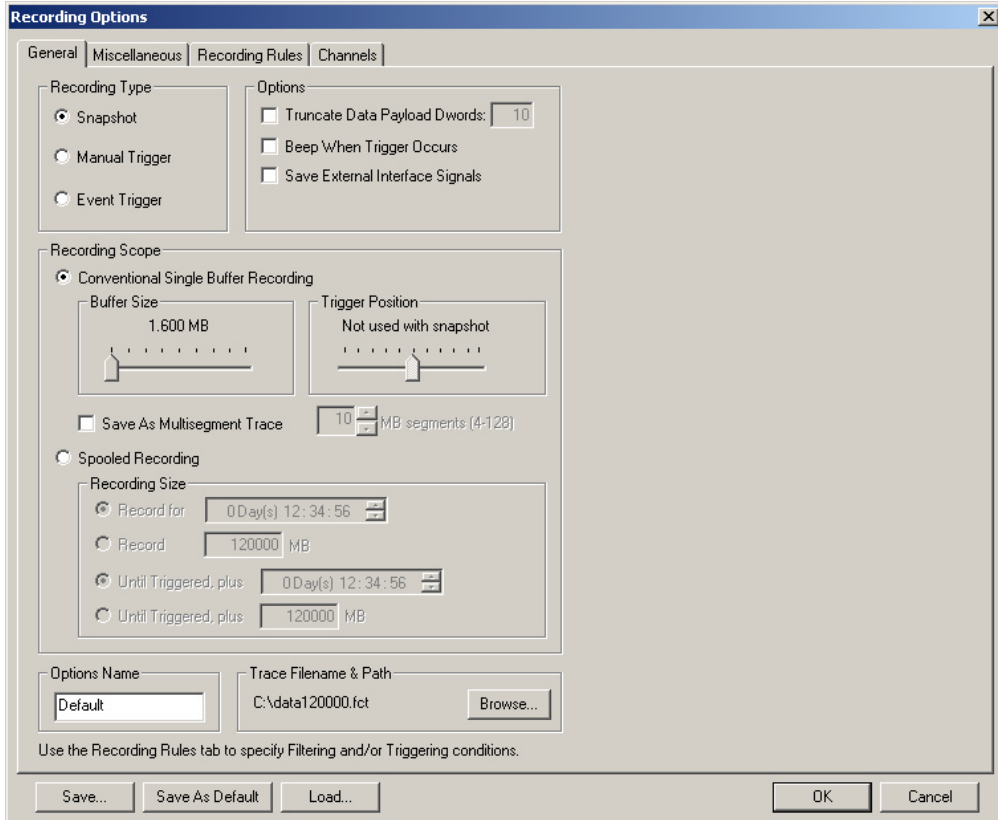 Recording Options
General Miscellaneous Recording Rules Channels
Recording Type
Snapshot
Manual Trigger
Event Trigger
Options
Truncate Data Payload Dwords: 10
Beep When Trigger Occurs
Save External Interface Signals
Recording Scope
Conventional Single Buffer Recording
Buffer Size
1.600 MB
Trigger Position
Not used with snapshot
Save As Multisegment Trace 10 MB segments (4-128)
Spooled Recording
Recording Size
Record for 0Day(s) 12:34:56
Record 120000 MB
Until Triggered, plus 0Day(s) 12:34:56
Until Triggered, plus 120000 MB
Options Name
Default
Trace Filename & Path
C:\data120000.fct Browse...
Use the Recording Rules tab to specify Filtering and/or Triggering conditions.
Save... Save As Default Load... OK Cancel